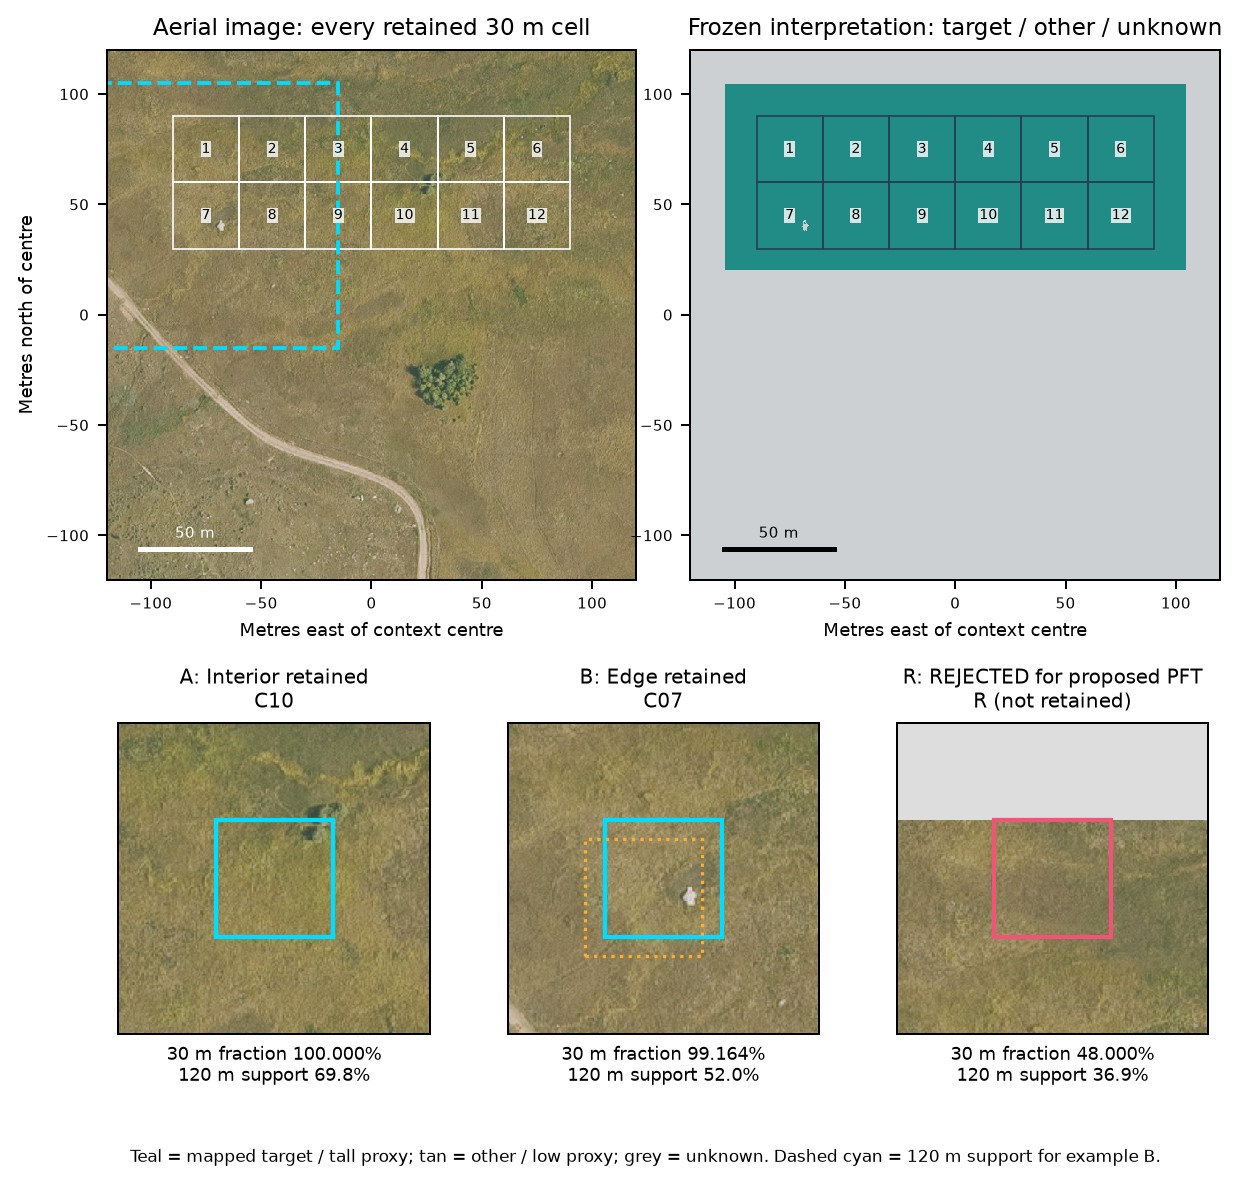 Aerial image: every retained 30 m cell
Frozen interpretation: target / other / unknown
Metres north of centre
100
50
0
−50
−100
1 2 3 4 5 6
7 8 9 10 11 12
50 m
−100 −50 0 50 100
Metres east of context centre
100
50
0
−50
−100
1 2 3 4 5 6
7 8 9 10 11 12
50 m
−100 −50 0 50 100
Metres east of context centre
A: Interior retained
C10
30 m fraction 100.000%
120 m support 69.8%
B: Edge retained
C07
30 m fraction 99.164%
120 m support 52.0%
R: REJECTED for proposed PFT
R (not retained)
30 m fraction 48.000%
120 m support 36.9%
Teal = mapped target / tall proxy; tan = other / low proxy; grey = unknown. Dashed cyan = 120 m support for example B.